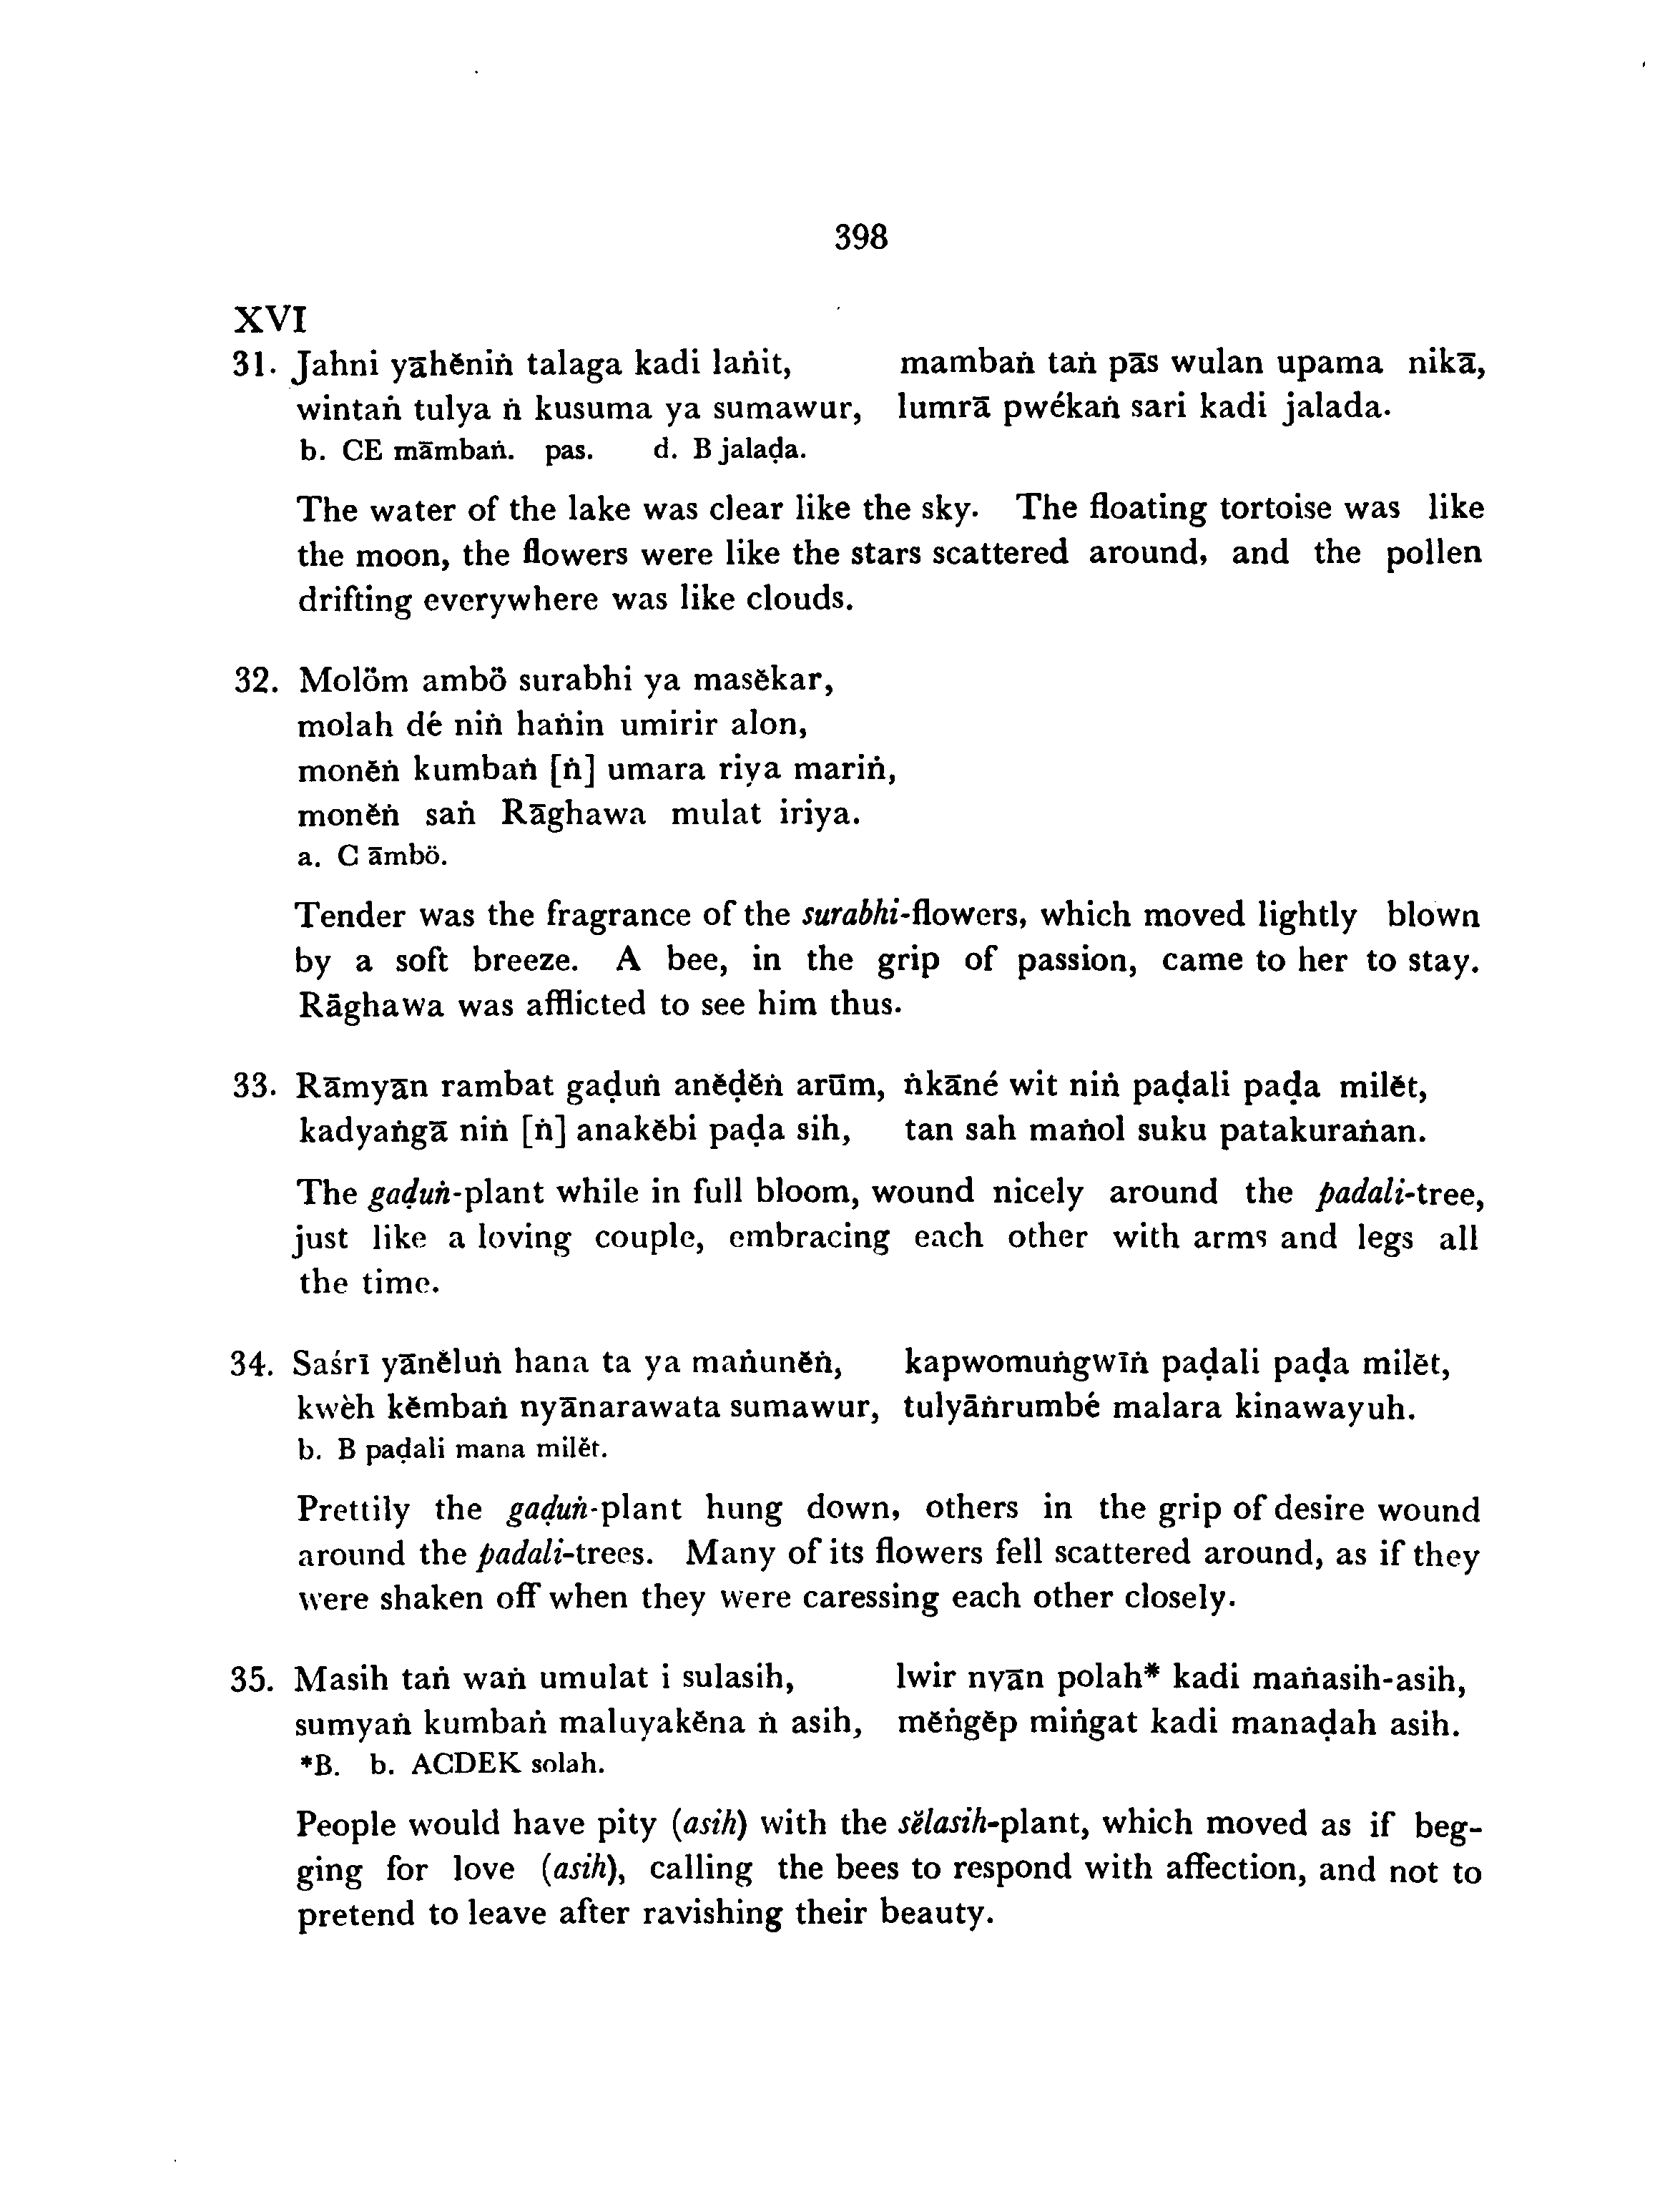 398
XVI
31. Jahni yāhĕniṅ talaga kadi laṅit, mambaṅ taṅ pās wulan upama nikā,
wintaṅ tulya ṅ kusuma ya sumawur, lumrā pwékaṅ sari kadi jalada.
b. CE māmbaṅ. pas. d. B jalaḍa.
The water of the lake was clear like the sky. The floating tortoise was like
the moon, the flowers were like the stars scattered around, and the pollen
drifting everywhere was like clouds.
32. Molöm ambö surabhi ya masĕkar,
molah dé niṅ haṅin umirir alon,
monĕṅ kumbaṅ [ṅ] umara riya mariṅ,
monĕṅ saṅ Rāghawa mulat iriya.
a. C āmbö.
Tender was the fragrance of the surabhi-flowers, which moved lightly blown
by a soft breeze. A bee, in the grip of passion, came to her to stay.
Rāghawa was afflicted to see him thus.
33. Rāmyān rambat gaḍuṅ anĕḍĕṅ arūm, ṅkāné wit niṅ paḍali paḍa milĕt,
kadyaṅgā niṅ [ṅ] anakĕbi paḍa sih, tan sah maṅol suku patakuraṅan.
The gaḍuṅ-plant while in full bloom, wound nicely around the padali-tree,
just like a loving couple, embracing each other with arms and legs all
the time.
34. Saśrī yānĕluṅ hana ta ya maṅunĕṅ, kapwomuṅgwīṅ paḍali paḍa milĕt,
kwèh kĕmbaṅ nyānarawata sumawur, tulyāṅrumbé malara kinawayuh.
b. B paḍali mana milĕt.
Prettily the gaḍuṅ-plant hung down, others in the grip of desire wound
around the padali-trees. Many of its flowers fell scattered around, as if they
were shaken off when they were caressing each other closely.
35. Masih taṅ waṅ umulat i sulasih, lwir nyān polah* kadi maṅasih-asih,
sumyaṅ kumbaṅ maluyakĕna ṅ asih, mĕṅgĕp miṅgat kadi manaḍah asih.
*B. b. ACDEK solah.
People would have pity (asih) with the sĕlasih-plant, which moved as if beg-
ging for love (asih), calling the bees to respond with affection, and not to
pretend to leave after ravishing their beauty.